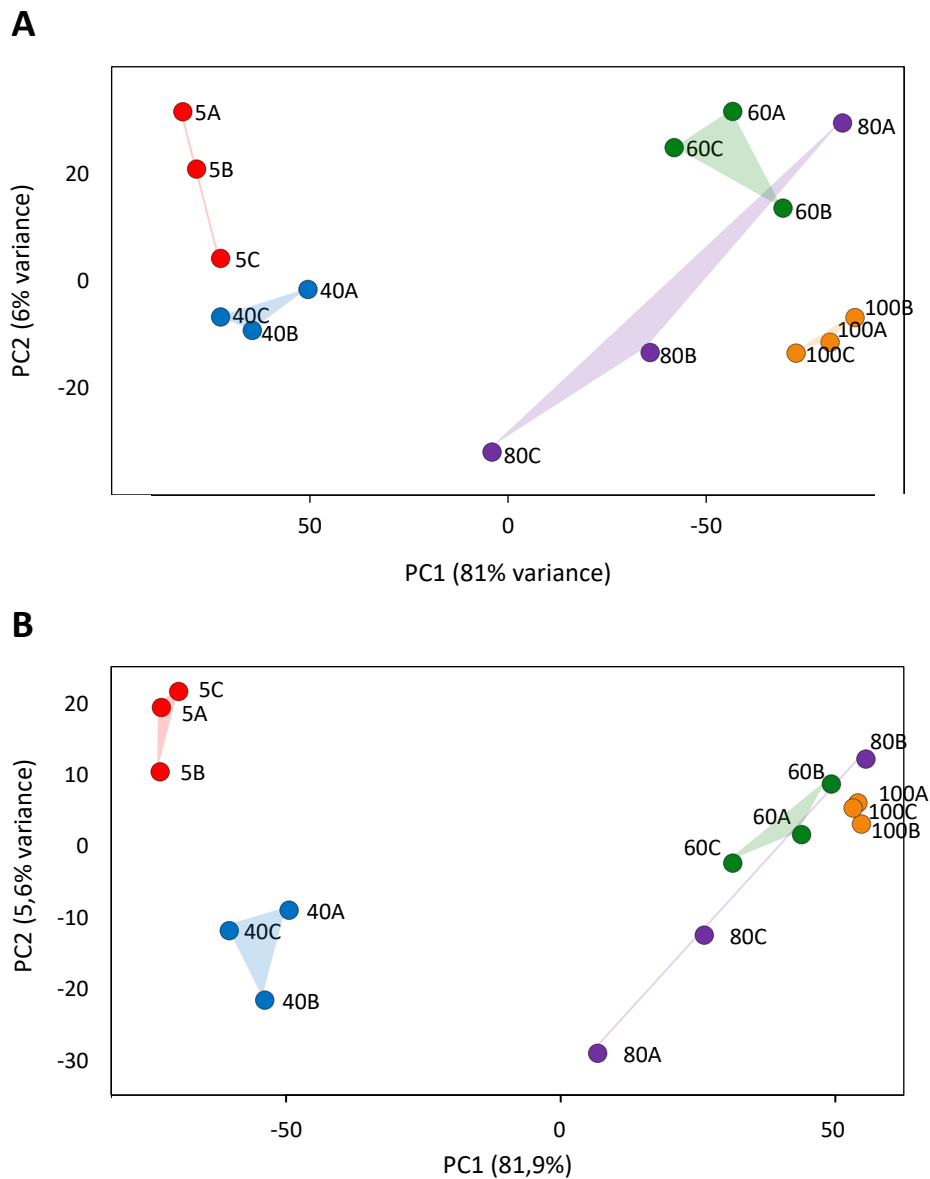 A
5A
5B
5C
40A
40C
40B
60A
60C
60B
80A
80B
80C
100B
100A
100C
20
0
-20
PC2 (6% variance)
50
0
-50
PC1 (81% variance)
B
5C
5A
5B
40A
40C
40B
80B
60B
60A
60C
100A
100C
100B
80C
80A
20
10
0
-10
-20
-30
PC2 (5,6% variance)
-50
0
50
PC1 (81,9%)